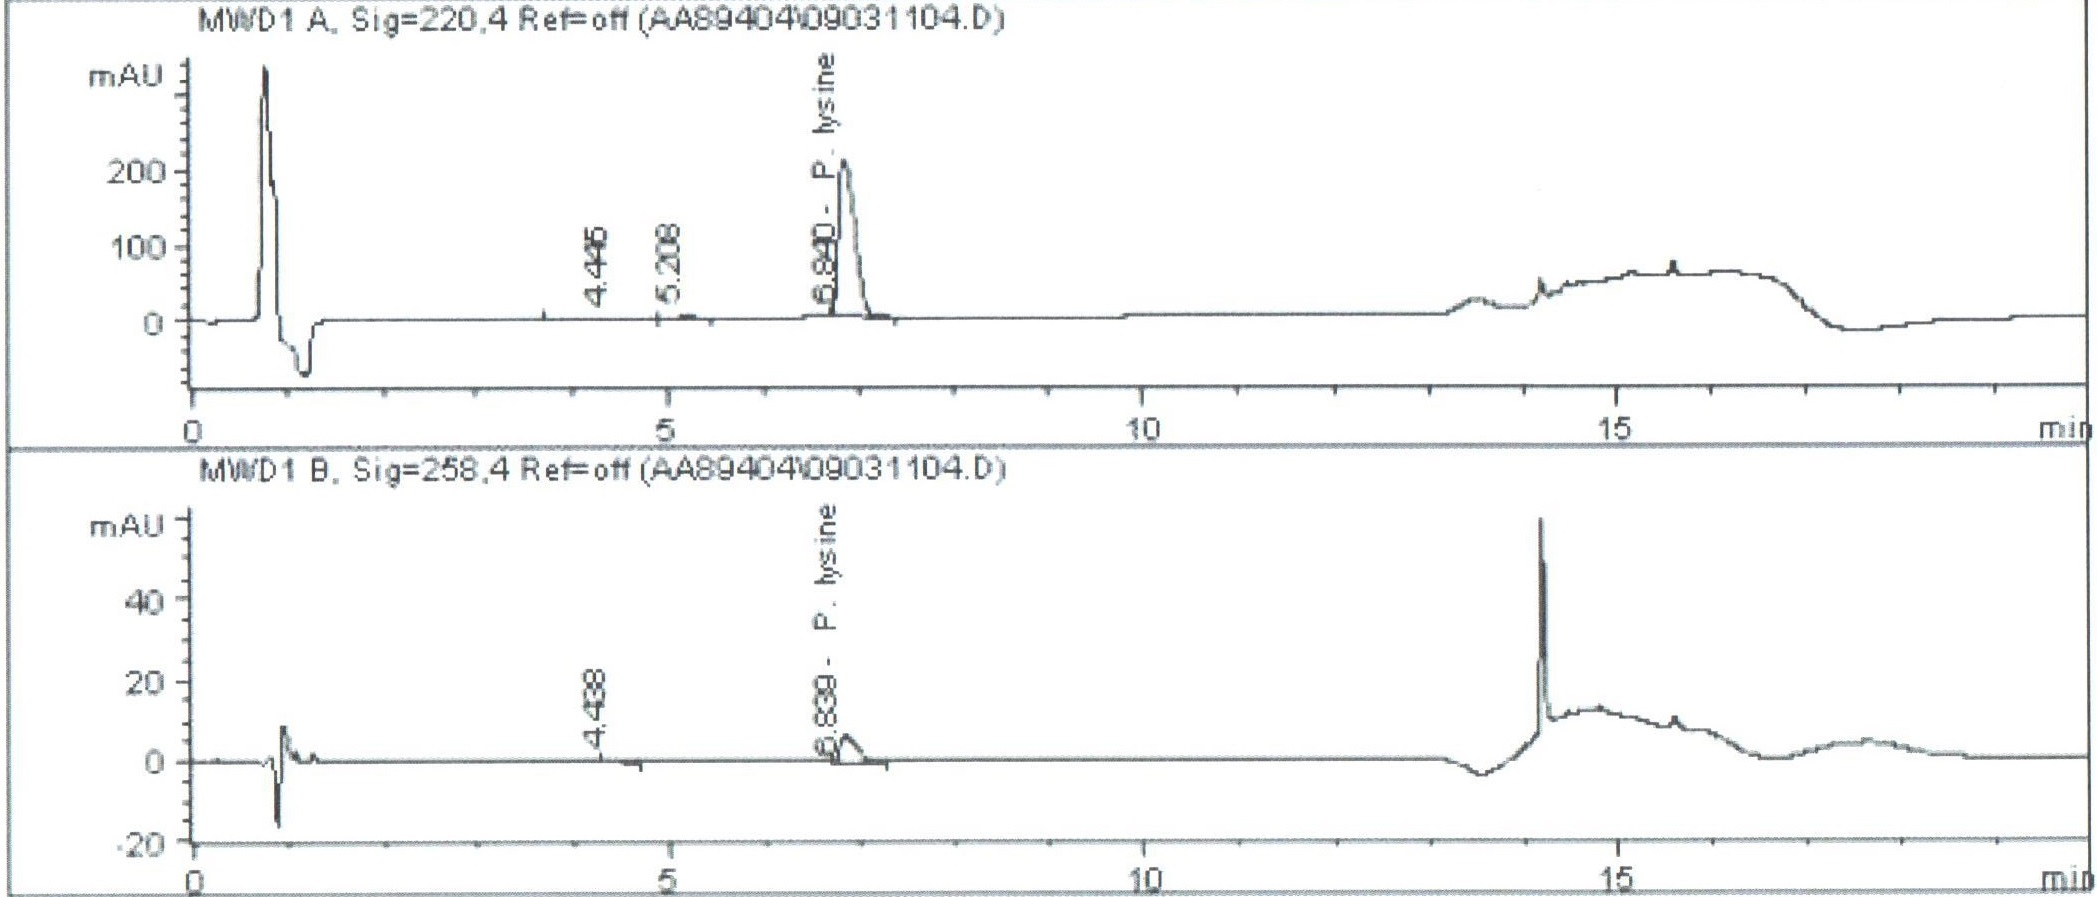 MWD1 A, Sig=220,4 Ref=off (AA89404\09031104.D)
mAU
200
100
0
4.446
5.208
6.840 - P. lysine
0 5 10 15 min
MWD1 B, Sig=258,4 Ref=off (AA89404\09031104.D)
mAU
40
20
0
-20
4.438
6.839 - P. lysine
0 5 10 15 min